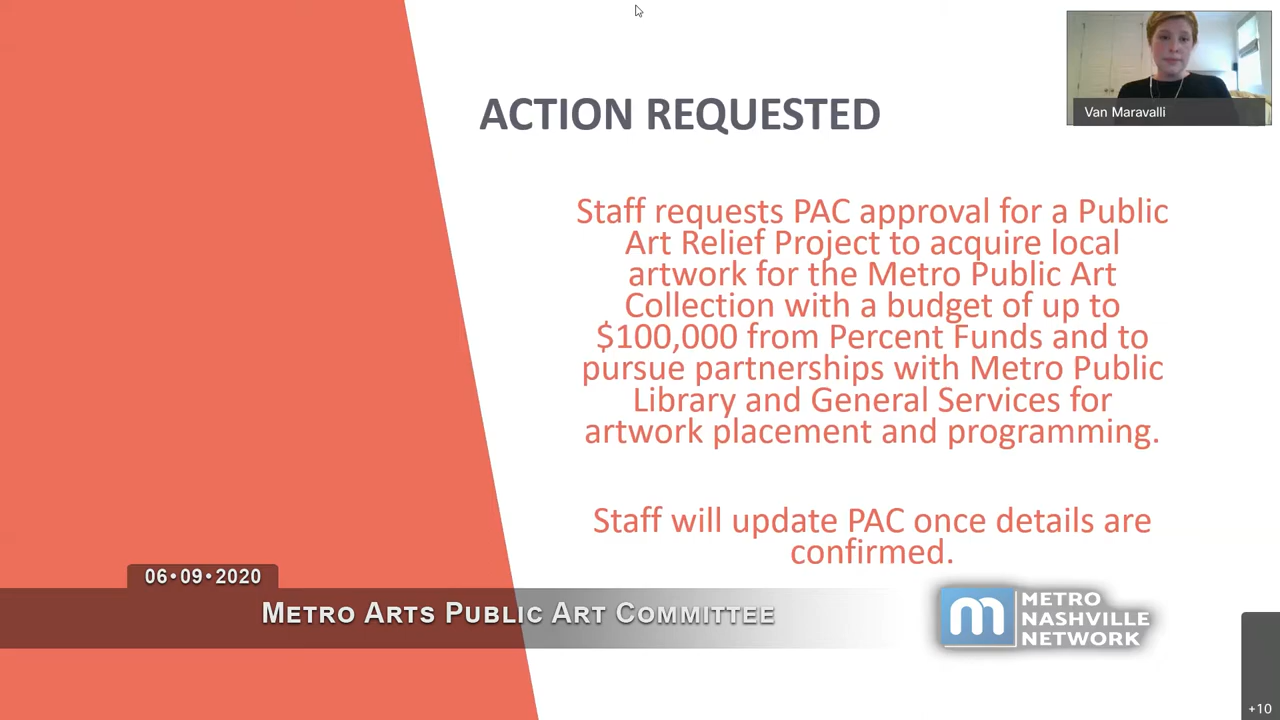 ACTION REQUESTED
Van Maravalli
Staff requests PAC approval for a Public
Art Relief Project to acquire local
artwork for the Metro Public Art
Collection with a budget of up to
$100,000 from Percent Funds and to
pursue partnerships with Metro Public
Library and General Services for
artwork placement and programming.
Staff will update PAC once details are
confirmed.
06•09•2020
METRO ARTS PUBLIC ART COMMITTEE
m
METRO
NASHVILLE
NETWORK
+10